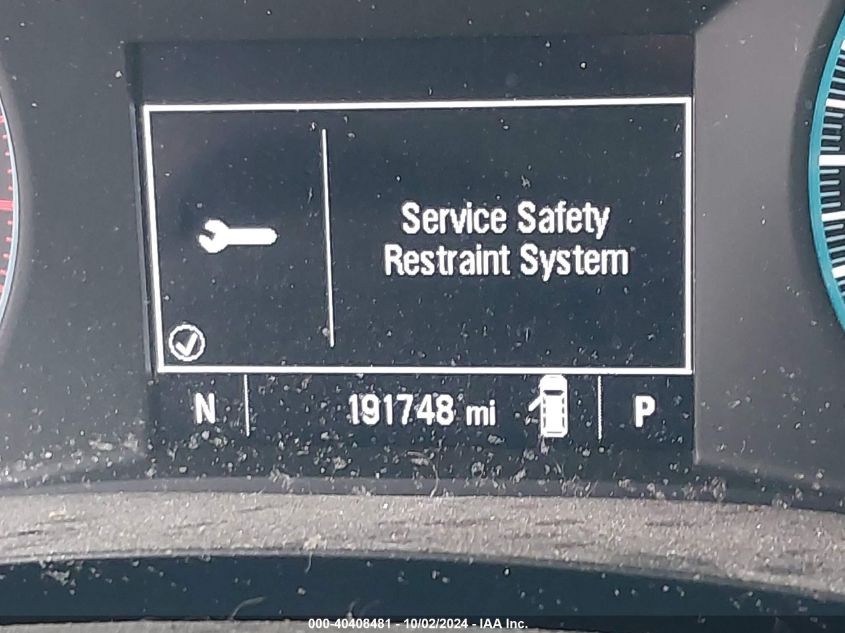 Service Safety
Restraint System
N 191748 mi P
000-40408481 - 10/02/2024 - IAA Inc.